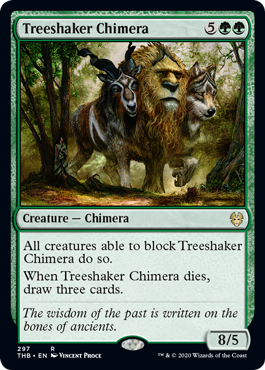 Treeshaker Chimera 5
Creature — Chimera
All creatures able to block Treeshaker
Chimera do so.
When Treeshaker Chimera dies,
draw three cards.
The wisdom of the past is written on the
bones of ancients.
8/5
297 R
THB • EN VINCENT PROCE
™ & © 2020 Wizards of the Coast